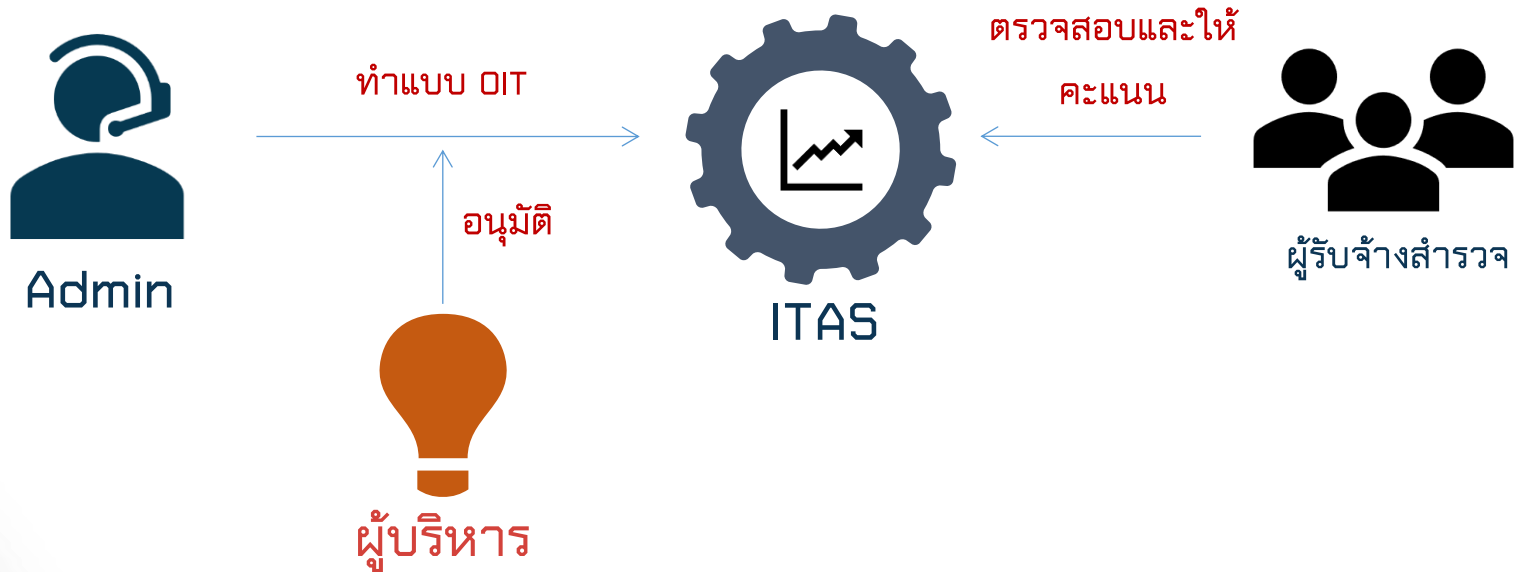 ทำแบบ OIT
ตรวจสอบและให้
คะแนน
อนุมัติ
Admin
ITAS
ผู้รับจ้างสำรวจ
ผู้บริหาร